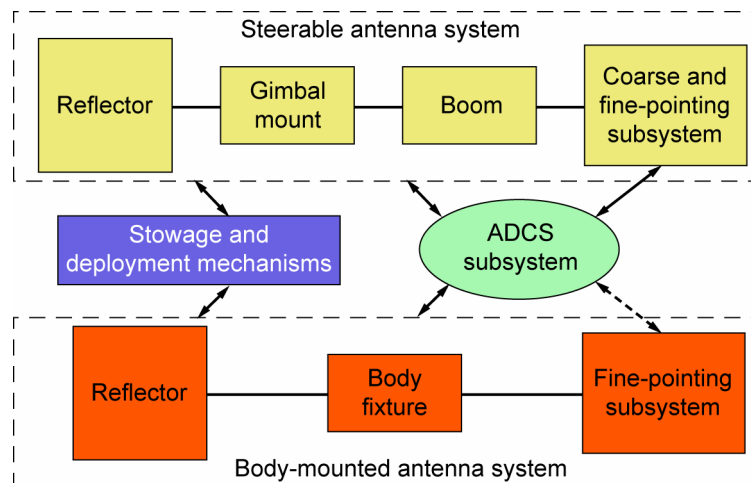 Steerable antenna system
Reflector
Gimbal
mount
Boom
Coarse and
fine-pointing
subsystem
Stowage and
deployment mechanisms
ADCS
subsystem
Reflector
Body
fixture
Fine-pointing
subsystem
Body-mounted antenna system